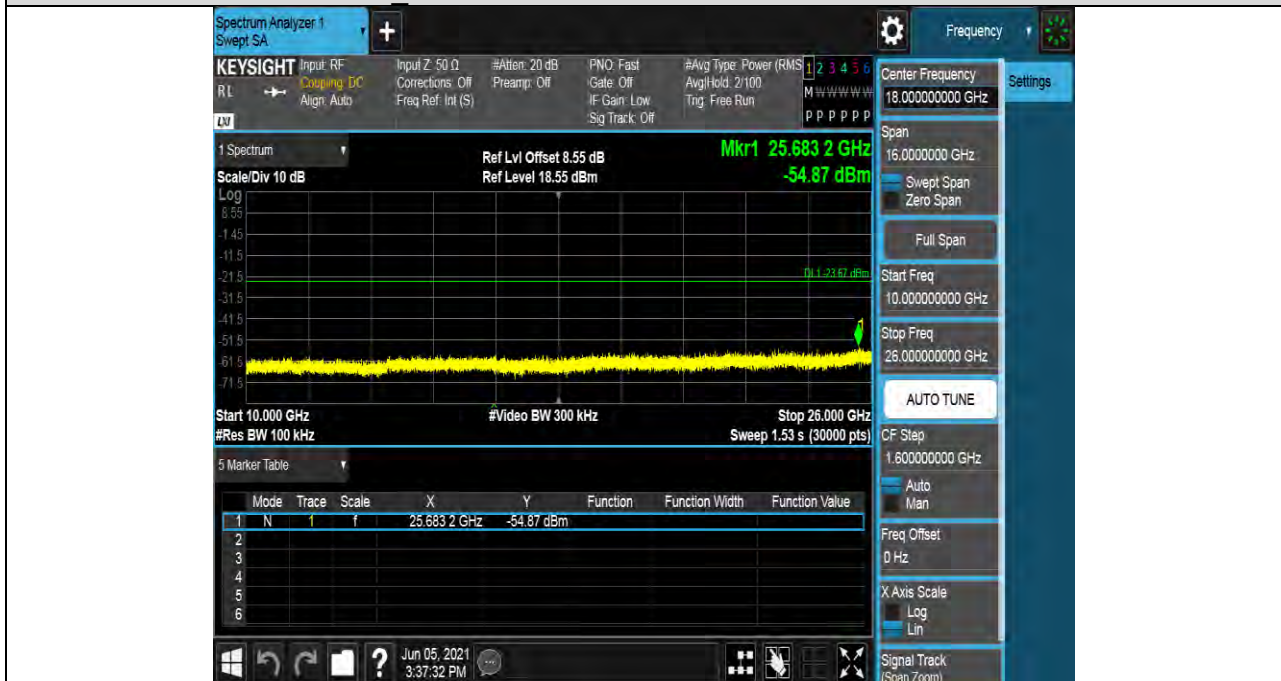 Spectrum Analyzer 1
Swept SA
+
Frequency
KEYSIGHT
RL
LXI
Input: RF
Coupling: DC
Align: Auto
Input Z: 50 Ω
Corrections: Off
Freq Ref: Int (S)
#Atten: 20 dB
Preamp: Off
PNO: Fast
Gate: Off
IF Gain: Low
Sig Track: Off
#Avg Type: Power (RMS
Avg|Hold: 2/100
Trig: Free Run
1 2 3 4 5 6
M W W W W W
P P P P P P
Center Frequency
18.000000000 GHz
Settings
Span
16.0000000 GHz
Swept Span
Zero Span
Full Span
Start Freq
10.000000000 GHz
Stop Freq
26.000000000 GHz
AUTO TUNE
CF Step
1.600000000 GHz
Auto
Man
Freq Offset
0 Hz
X Axis Scale
Log
Lin
Signal Track
(Span Zoom)
1 Spectrum
Scale/Div 10 dB
Ref Lvl Offset 8.55 dB
Ref Level 18.55 dBm
Mkr1 25.683 2 GHz
-54.87 dBm
Log
8.55
-1.45
-11.5
-21.5
-31.5
-41.5
-51.5
-61.5
-71.5
DL1 -23.67 dBm
1
Start 10.000 GHz
#Res BW 100 kHz
#Video BW 300 kHz
Stop 26.000 GHz
Sweep 1.53 s (30000 pts)
5 Marker Table
Mode Trace Scale X Y Function Function Width Function Value
1 N 1 f 25.683 2 GHz -54.87 dBm
2
3
4
5
6
?
Jun 05, 2021
3:37:32 PM